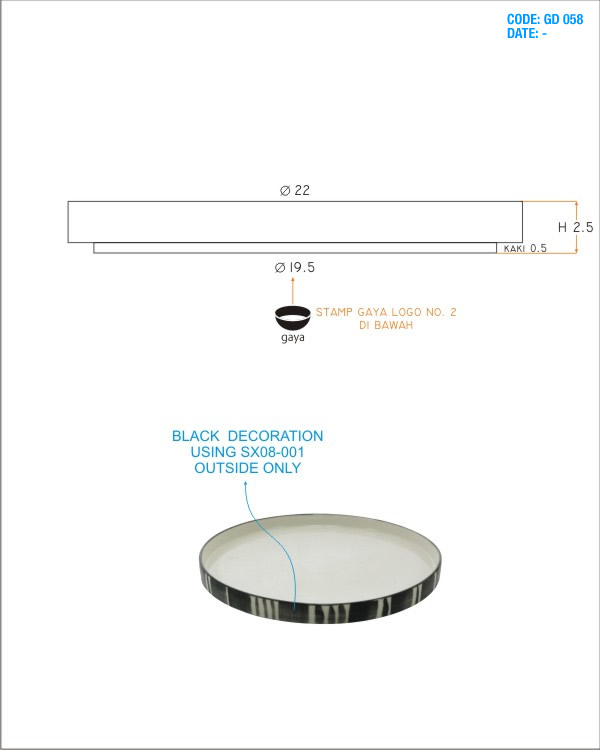 CODE: GD 058
DATE: -
Ø 22
H 2.5
KAKI 0.5
Ø 19.5
STAMP GAYA LOGO NO. 2
DI BAWAH
gaya
BLACK DECORATION
USING SX08-001
OUTSIDE ONLY